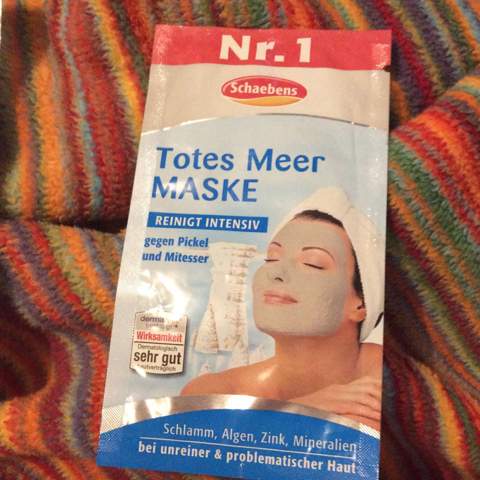 Nr. 1
Schaebens
Totes Meer
MASKE
REINIGT INTENSIV
gegen Pickel
und Mitesser
Wirksamkeit
Dermatologisch
sehr gut
Schlamm, Algen, Zink, Mineralien
bei unreiner & problematischer Haut